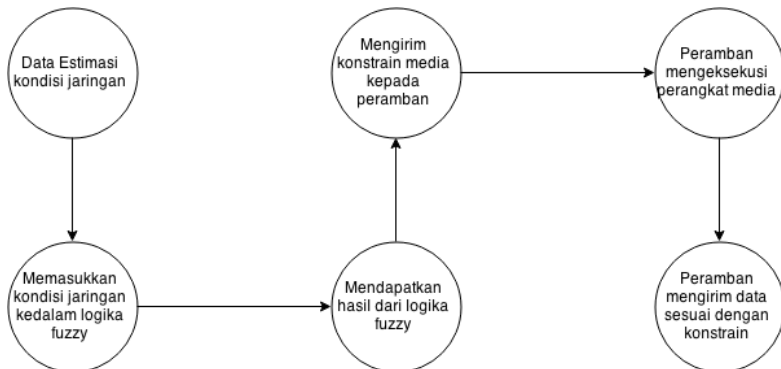 Data Estimasi
kondisi jaringan
Memasukkan
kondisi jaringan
kedalam logika
fuzzy
Mendapatkan
hasil dari logika
fuzzy
Mengirim
konstrain media
kepada
peramban
Peramban
mengeksekusi
perangkat media
Peramban
mengirim data
sesuai dengan
konstrain